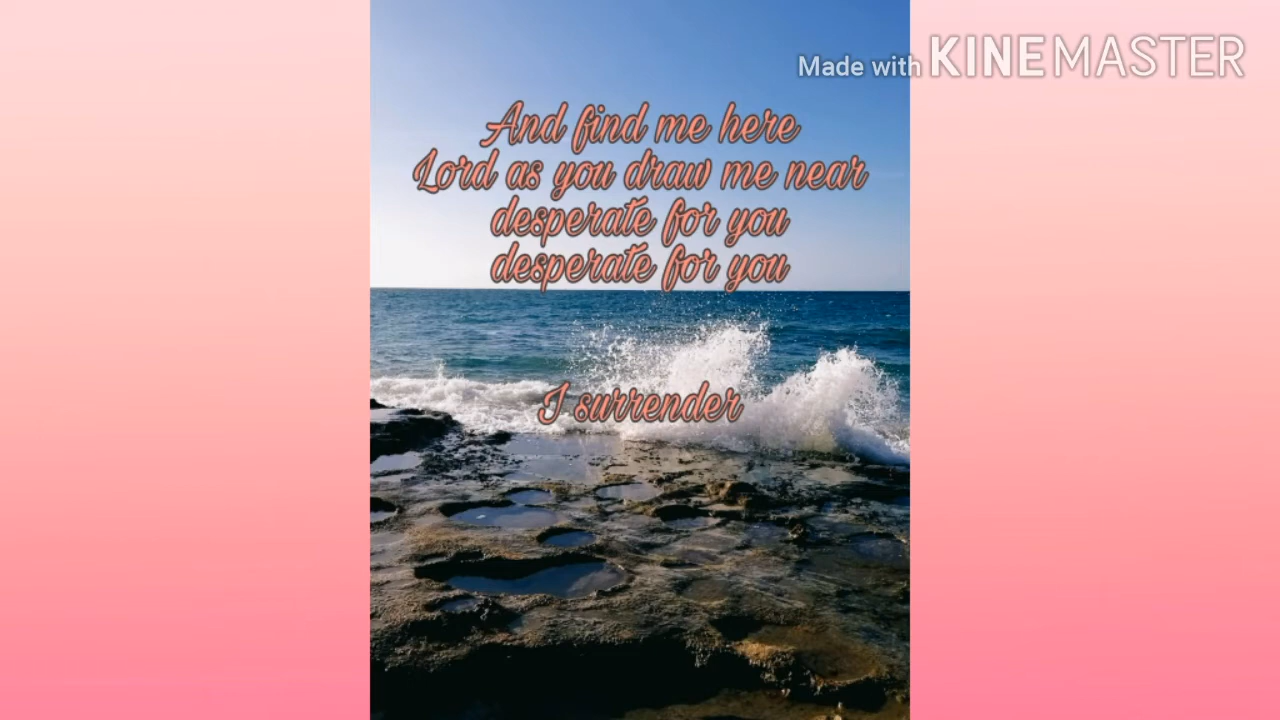 Made with KINEMASTER
And find me here
Lord as you draw me near
desperate for you
desperate for you
I surrender